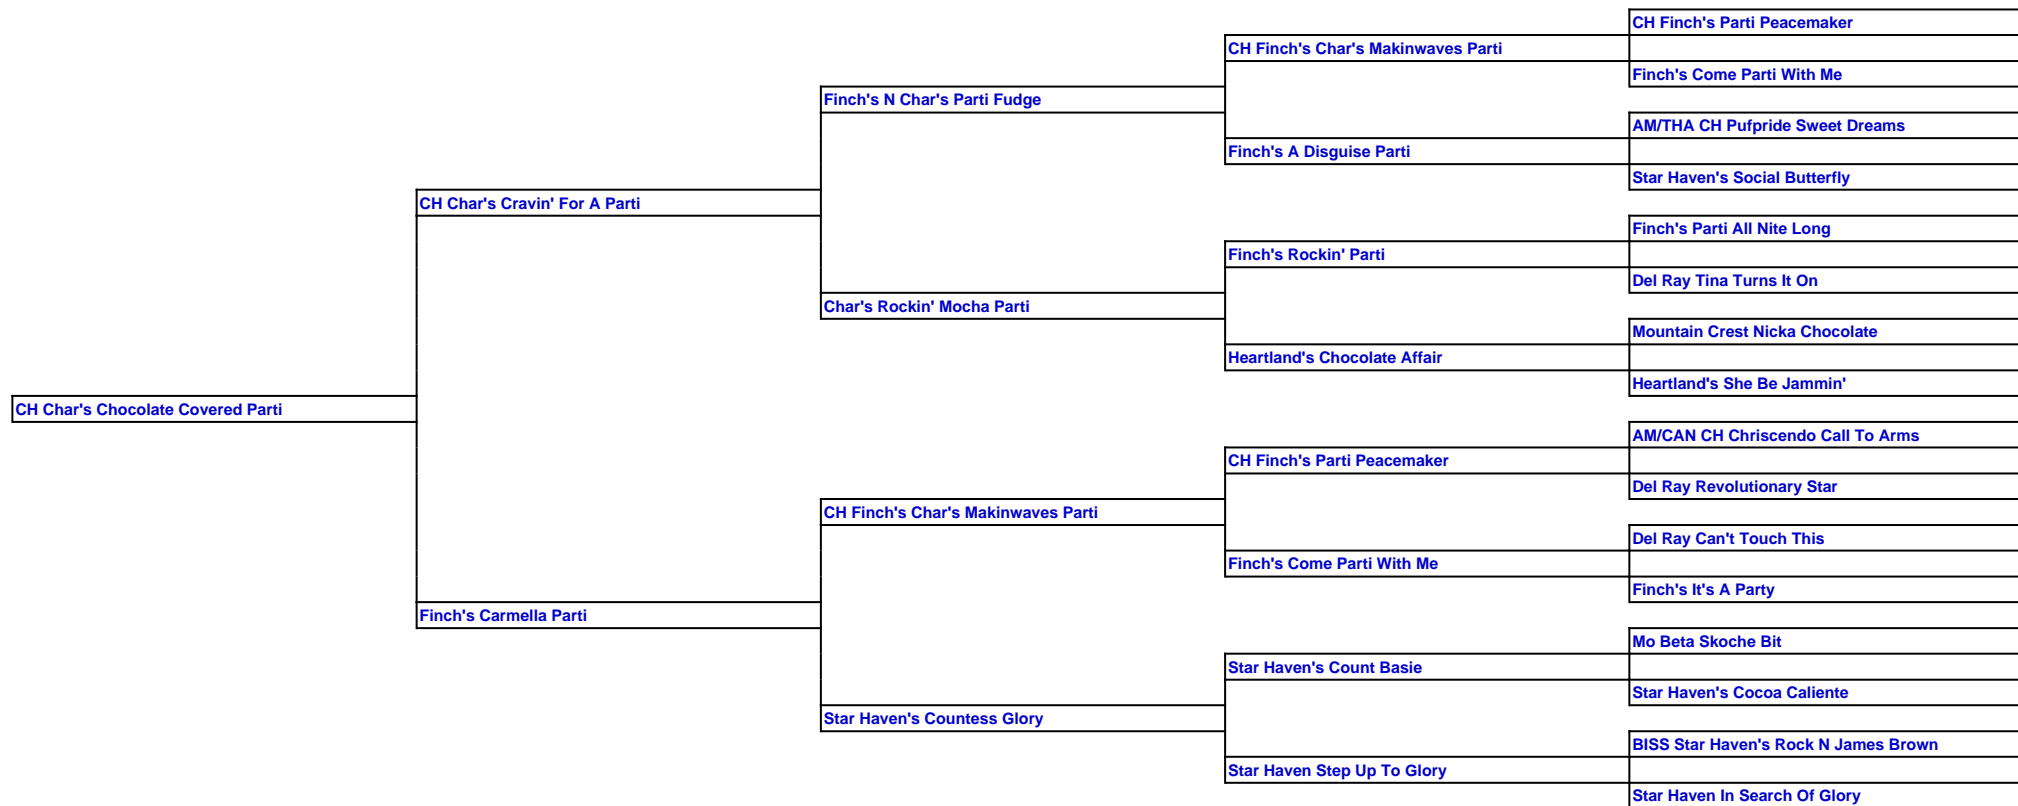 CH Finch's Parti Peacemaker
CH Finch's Char's Makinwaves Parti
Finch's Come Parti With Me
Finch's N Char's Parti Fudge
AM/THA CH Pufpride Sweet Dreams
Finch's A Disguise Parti
Star Haven's Social Butterfly
CH Char's Cravin' For A Parti
Finch's Parti All Nite Long
Finch's Rockin' Parti
Del Ray Tina Turns It On
Char's Rockin' Mocha Parti
Mountain Crest Nicka Chocolate
Heartland's Chocolate Affair
Heartland's She Be Jammin'
CH Char's Chocolate Covered Parti
AM/CAN CH Chriscendo Call To Arms
CH Finch's Parti Peacemaker
Del Ray Revolutionary Star
CH Finch's Char's Makinwaves Parti
Del Ray Can't Touch This
Finch's Come Parti With Me
Finch's It's A Party
Finch's Carmella Parti
Mo Beta Skoche Bit
Star Haven's Count Basie
Star Haven's Cocoa Caliente
Star Haven's Countess Glory
BISS Star Haven's Rock N James Brown
Star Haven Step Up To Glory
Star Haven In Search Of Glory